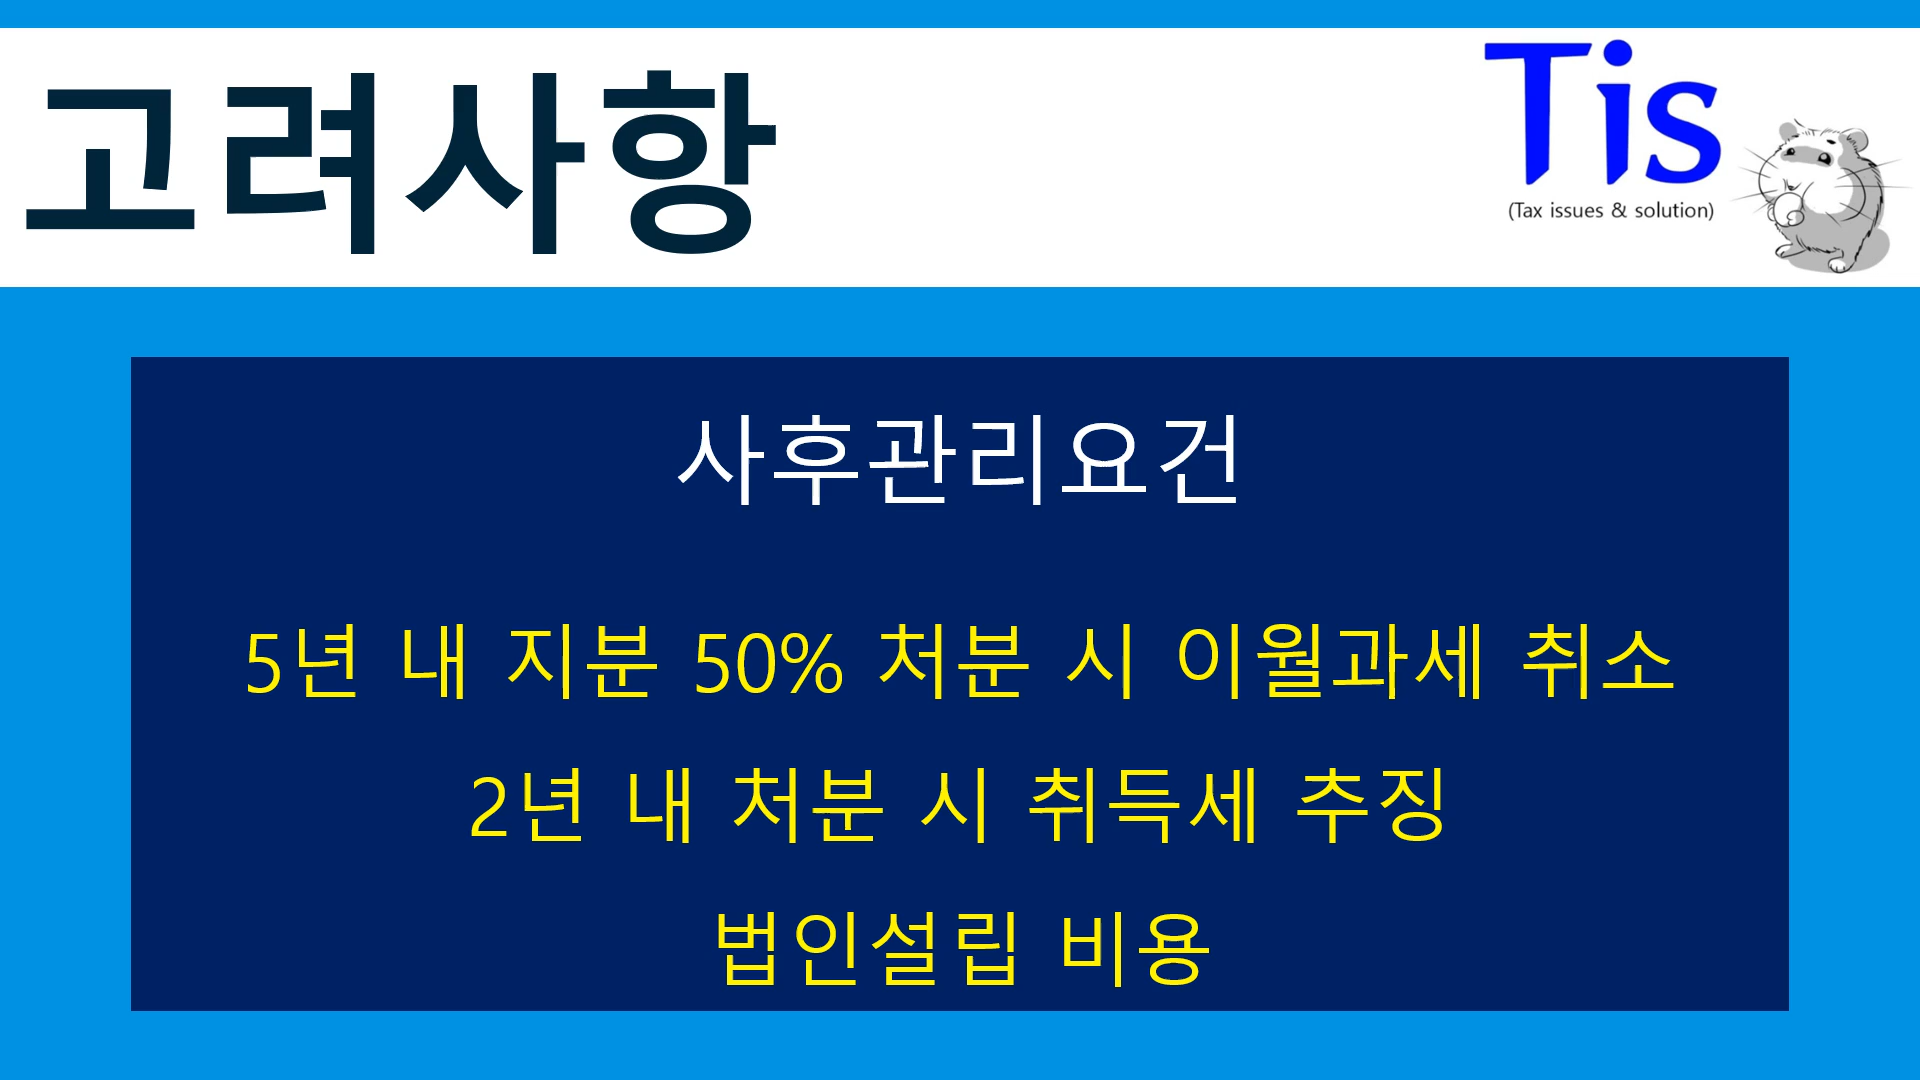 고려사항
Tis
(Tax issues & solution)
사후관리요건
5년 내 지분 50% 처분 시 이월과세 취소
2년 내 처분 시 취득세 추징
법인설립 비용